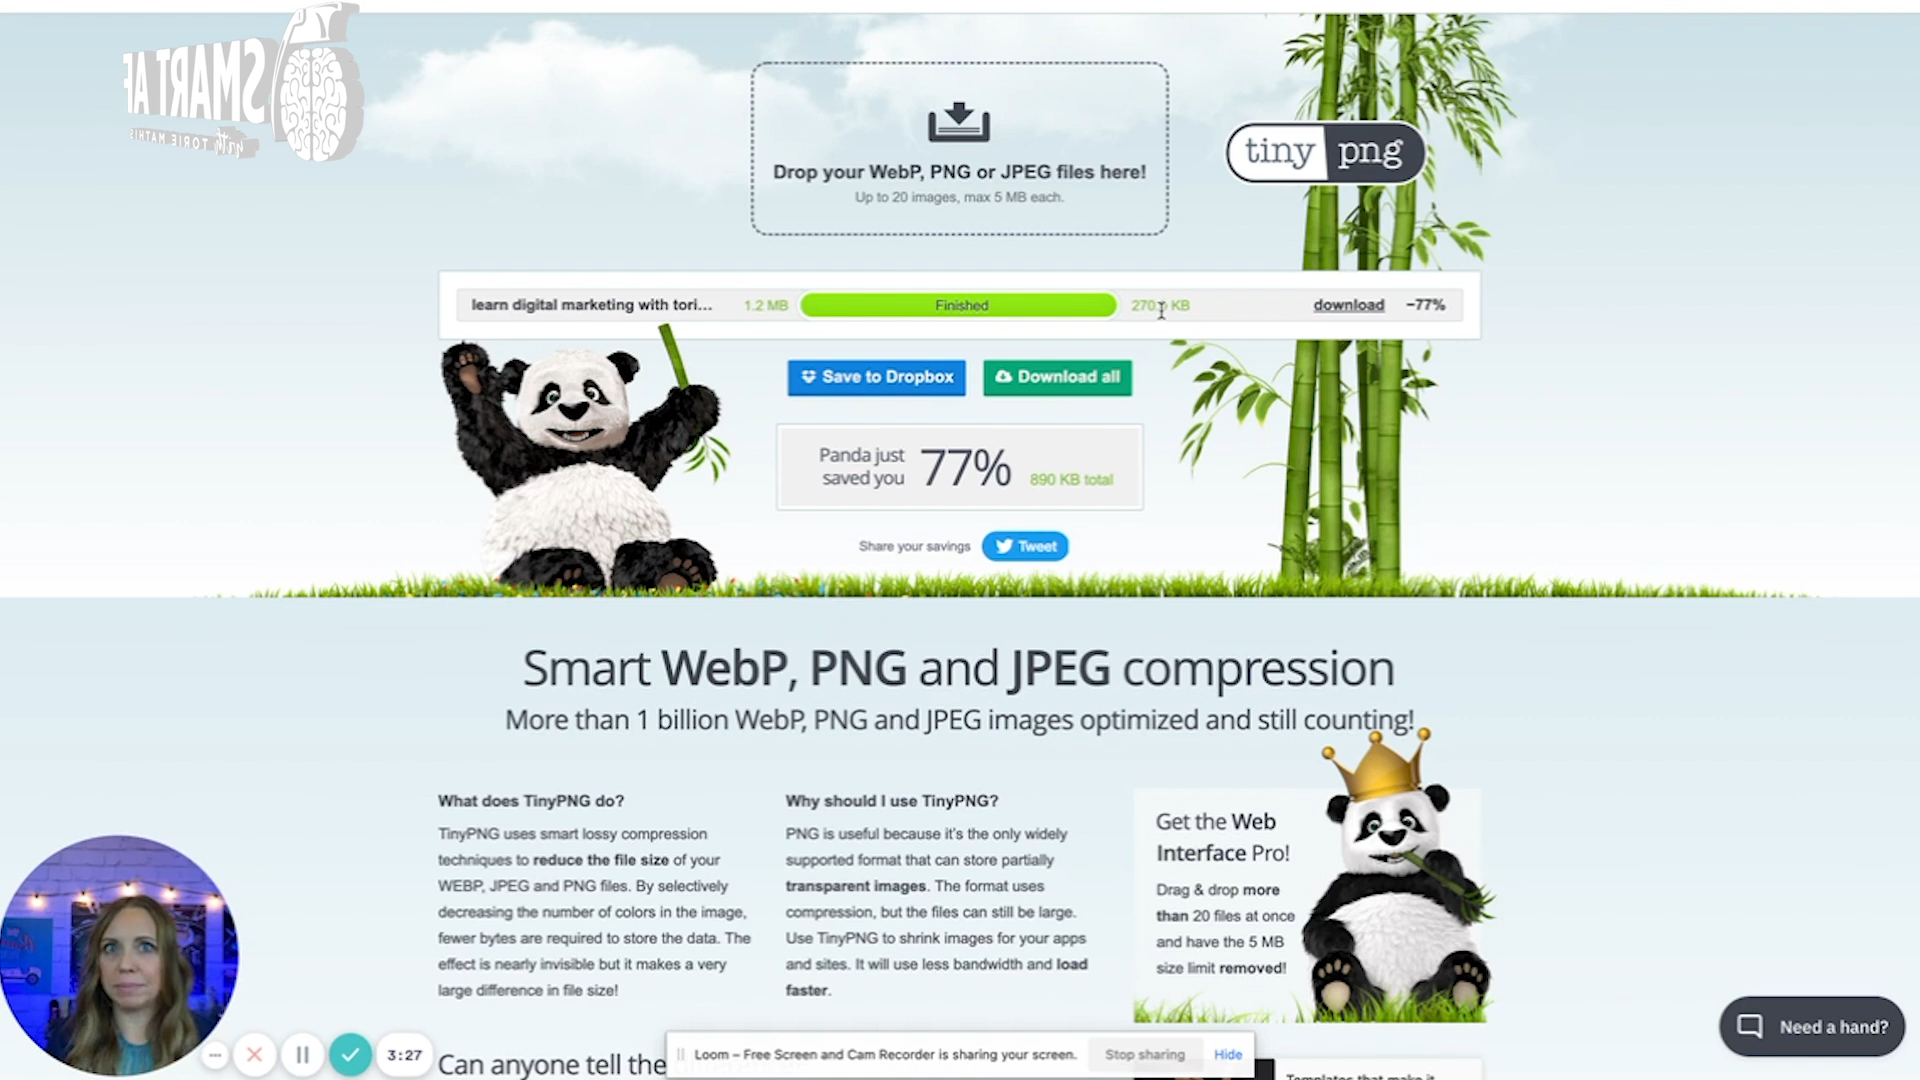 SMART AF
with TORIE MATHIS
Drop your WebP, PNG or JPEG files here!
Up to 20 images, max 5 MB each.
tiny png
learn digital marketing with tori... 1.2 MB Finished KB download −77%
Save to Dropbox Download all
Panda just
saved you 77% 890 KB total
Share your savings Tweet
Smart WebP, PNG and JPEG compression
More than 1 billion WebP, PNG and JPEG images optimized and still counting!
What does TinyPNG do?
TinyPNG uses smart lossy compression
techniques to reduce the file size of your
WEBP, JPEG and PNG files. By selectively
decreasing the number of colors in the image,
fewer bytes are required to store the data. The
effect is nearly invisible but it makes a very
large difference in file size!
Why should I use TinyPNG?
PNG is useful because it's the only widely
supported format that can store partially
transparent images. The format uses
compression, but the files can still be large.
Use TinyPNG to shrink images for your apps
and sites. It will use less bandwidth and load
faster.
Get the Web
Interface Pro!
Drag & drop more
than 20 files at once
and have the 5 MB
size limit removed!
Need a hand?
3:27
Can anyone tell the
Loom – Free Screen and Cam Recorder is sharing your screen. Stop sharing Hide
Templates that make it